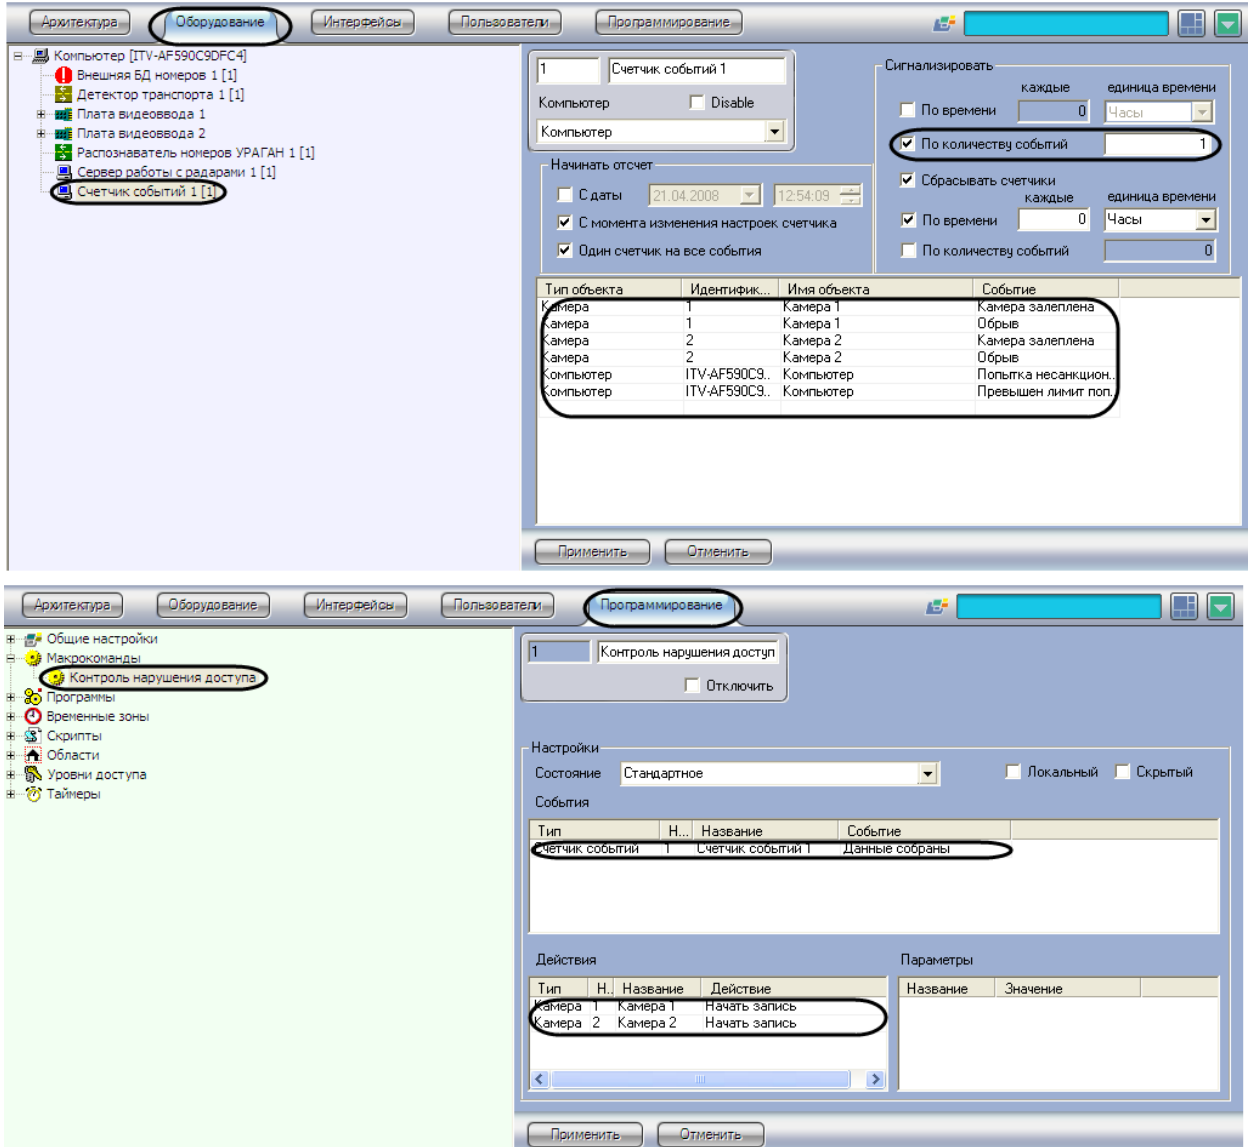 Архитектура Оборудование Интерфейсы Пользователи Программирование
Компьютер [ITV-AF590C9DFC4]
Внешняя БД номеров 1 [1]
Детектор транспорта 1 [1]
Плата видеоввода 1
Плата видеоввода 2
Распознаватель номеров УРАГАН 1 [1]
Сервер работы с радарами 1 [1]
Счетчик событий 1 [1]
1 Счетчик событий 1
Компьютер Disable
Компьютер
Начинать отсчет
С даты 21.04.2008 12:54:09
С момента изменения настроек счетчика
Один счетчик на все события
Сигнализировать
каждые единица времени
По времени 0 Часы
По количеству событий 1
Сбрасывать счетчики
каждые единица времени
По времени 0 Часы
По количеству событий 0
Тип объекта Идентифик... Имя объекта Событие
Камера 1 Камера 1 Камера залеплена
Камера 1 Камера 1 Обрыв
Камера 2 Камера 2 Камера залеплена
Камера 2 Камера 2 Обрыв
Компьютер ITV-AF590C9... Компьютер Попытка несанкцион...
Компьютер ITV-AF590C9... Компьютер Превышен лимит поп...
Применить Отменить
Архитектура Оборудование Интерфейсы Пользователи Программирование
Общие настройки
Макрокоманды
Контроль нарушения доступа
Программы
Временные зоны
Скрипты
Области
Уровни доступа
Таймеры
1 Контроль нарушения доступ
Отключить
Настройки
Состояние Стандартное Локальный Скрытый
События
Тип Н... Название Событие
Счетчик событий 1 Счетчик событий 1 Данные собраны
Действия
Тип Н.. Название Действие
Камера 1 Камера 1 Начать запись
Камера 2 Камера 2 Начать запись
Параметры
Название Значение
Применить Отменить